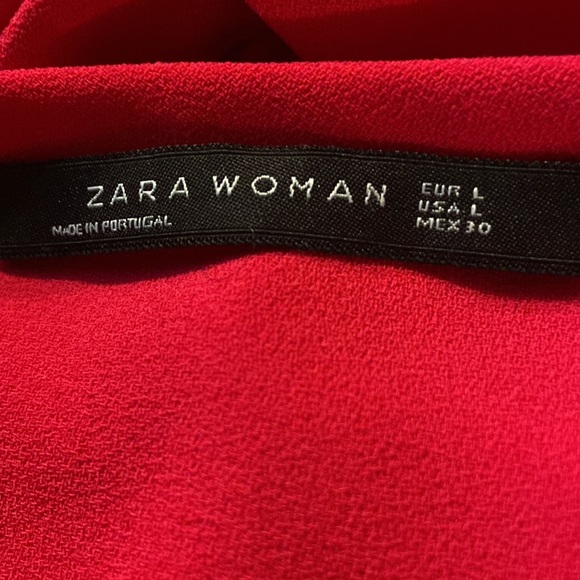 ZARA WOMAN
MADE IN PORTUGAL
EUR L
USA L
MEX 30